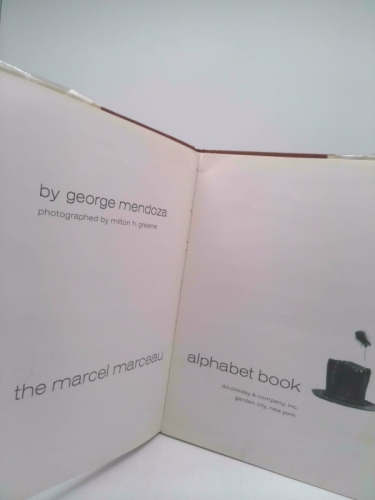 by george mendoza
photographed by milton h. greene
the marcel marceau
alphabet book
doubleday & company, inc.
garden city, new york